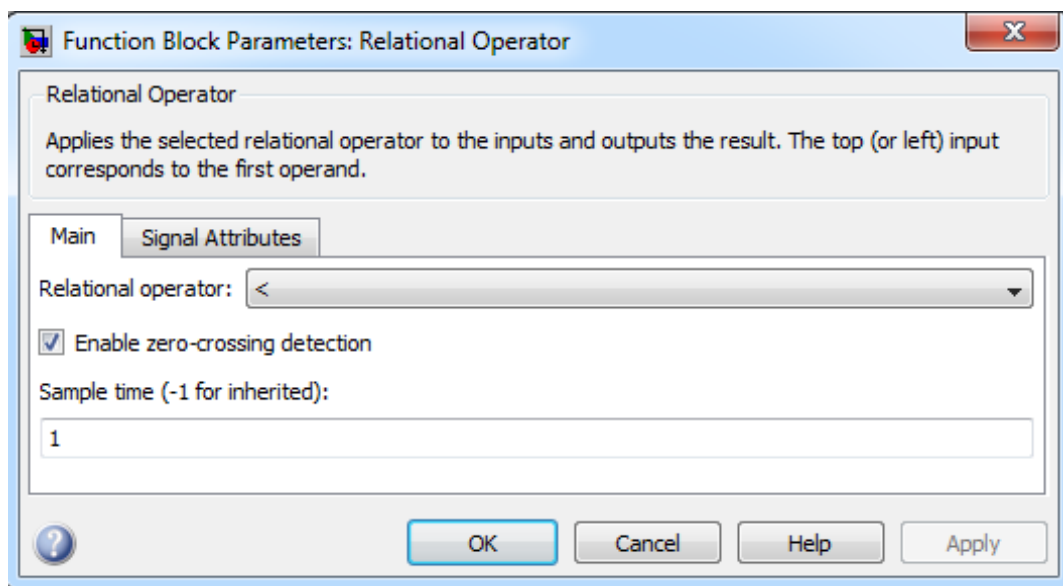 Function Block Parameters: Relational Operator
Relational Operator
Applies the selected relational operator to the inputs and outputs the result. The top (or left) input
corresponds to the first operand.
Main Signal Attributes
Relational operator: <
Enable zero-crossing detection
Sample time (-1 for inherited):
1
OK Cancel Help Apply